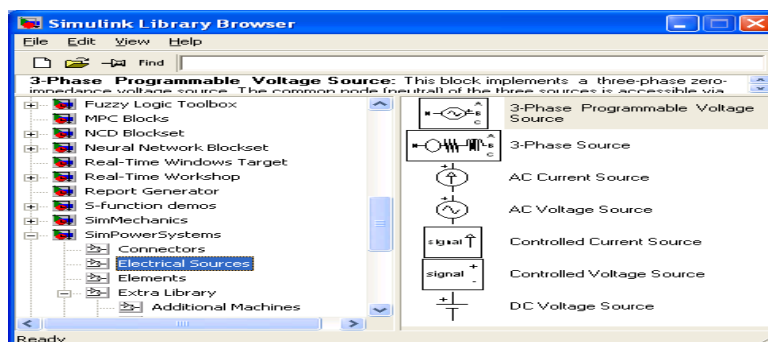 Simulink Library Browser
File Edit View Help
Find
3-Phase Programmable Voltage Source: This block implements a three-phase zero-
impedance voltage source. The common node (neutral) of the three sources is accessible via
Fuzzy Logic Toolbox
MPC Blocks
NCD Blockset
Neural Network Blockset
Real-Time Windows Target
Real-Time Workshop
Report Generator
S-function demos
SimMechanics
SimPowerSystems
Connectors
Electrical Sources
Elements
Extra Library
Additional Machines
N A B C
3-Phase Programmable Voltage
Source
A B C
3-Phase Source
AC Current Source
AC Voltage Source
signal
Controlled Current Source
signal + -
Controlled Voltage Source
DC Voltage Source
Ready